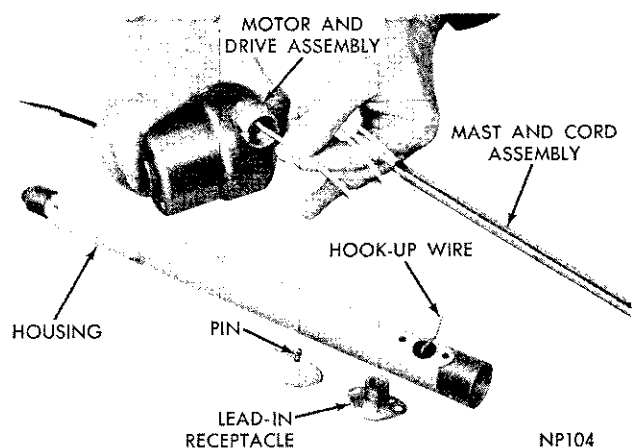 MOTOR AND
DRIVE ASSEMBLY
MAST AND CORD
ASSEMBLY
HOOK-UP WIRE
HOUSING
PIN
LEAD-IN
RECEPTACLE
NP104